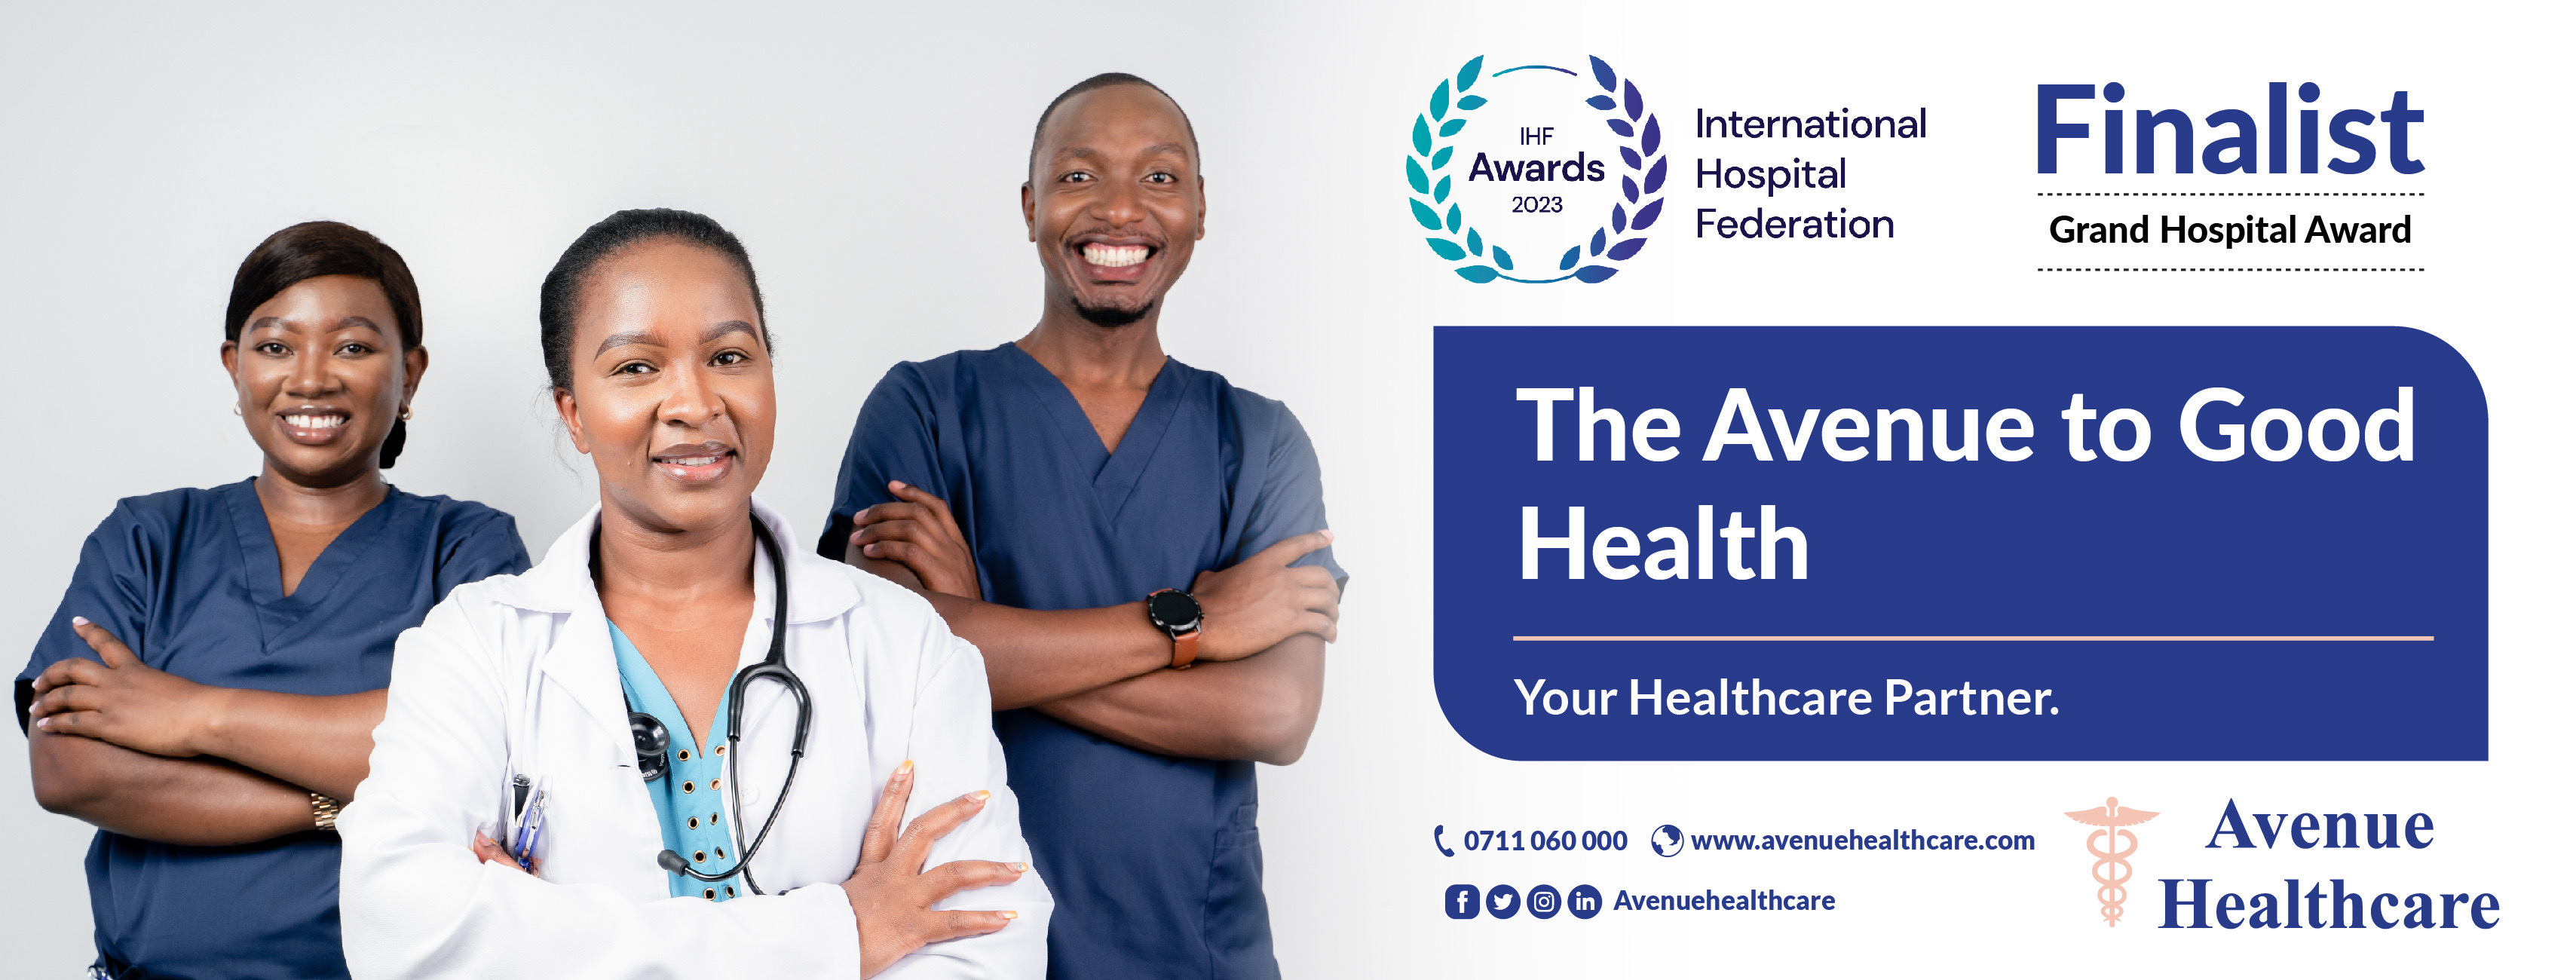 IHF
Awards
2023
International
Hospital
Federation
Finalist
Grand Hospital Award
The Avenue to Good
Health
Your Healthcare Partner.
0711 060 000 www.avenuehealthcare.com
Avenuehealthcare
Avenue
Healthcare